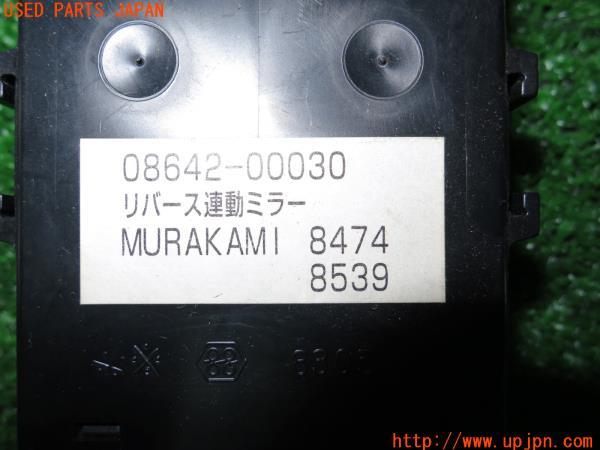 USED PARTS JAPAN
08642-00030
リバース連動ミラー
MURAKAMI 8474
8539
http://www.upjpn.com/